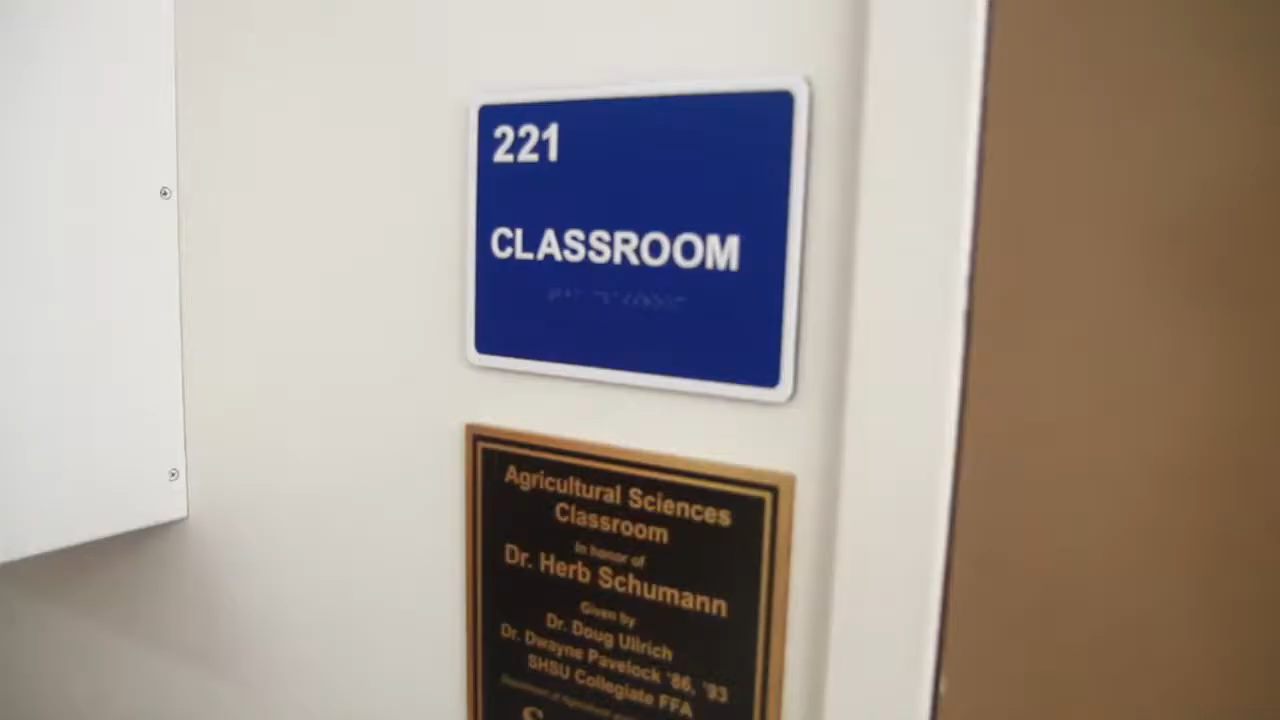 221
CLASSROOM
Agricultural Sciences
Classroom
In honor of
Dr. Herb Schumann
Given by
Dr. Doug Ullrich
Dr. Dwayne Pavelock '86, '93
SHSU Collegiate FFA